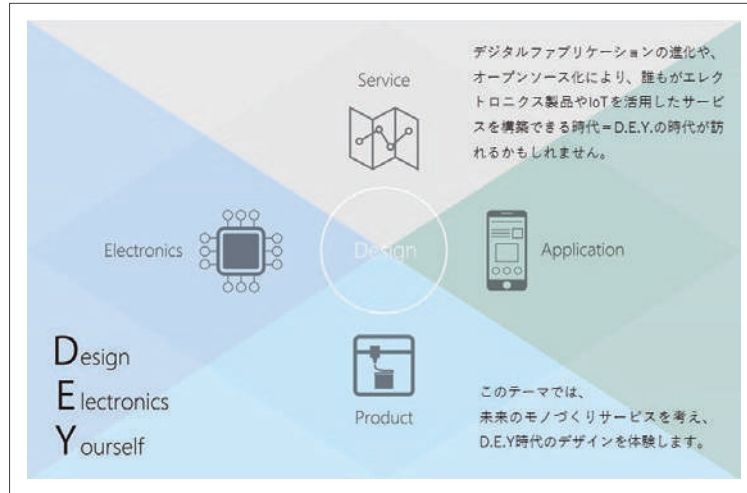 Service
デジタルファブリケーションの進化や、
オープンソース化により、誰もがエレク
トロニクス製品やIoTを活用したサービ
スを構築できる時代＝D.E.Y.の時代が訪
れるかもしれません。
Electronics
Design
Application
Product
Design
Electronics
Yourself
このテーマでは、
未来のモノづくりサービスを考え、
D.E.Y時代のデザインを体験します。